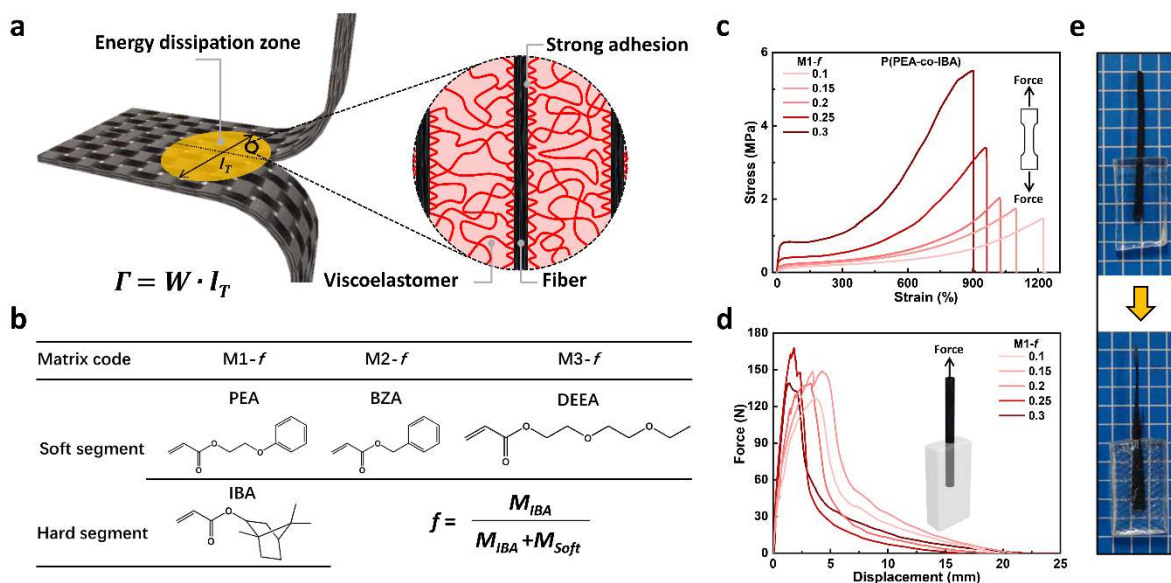 a
Energy dissipation zone
Strong adhesion
l_T
Viscoelastomer
Fiber
Γ = W · l_T
b
Matrix code M1-f M2-f M3-f
Soft segment
PEA BZA DEEA
O O O
O O O O O
Hard segment
IBA
O
O
f = M_IBA / (M_IBA + M_Soft)
c
Stress (MPa)
6
4
2
0
0 300 600 900 1200
Strain (%)
M1-f
0.1
0.15
0.2
0.25
0.3
P(PEA-co-IBA)
Force
Force
d
Force (N)
180
150
120
90
60
30
0
0 5 10 15 20 25
Displacement (mm)
Force
M1-f
0.1
0.15
0.2
0.25
0.3
e